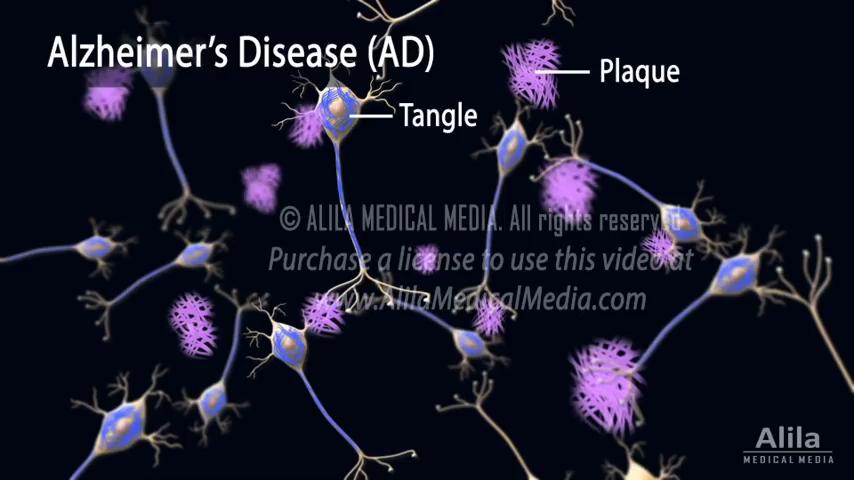 Alzheimer's Disease (AD)
Plaque
Tangle
© ALILA MEDICAL MEDIA. All rights reserved.
Purchase a license to use this video at
www.AlilaMedicalMedia.com
Alila
MEDICAL MEDIA